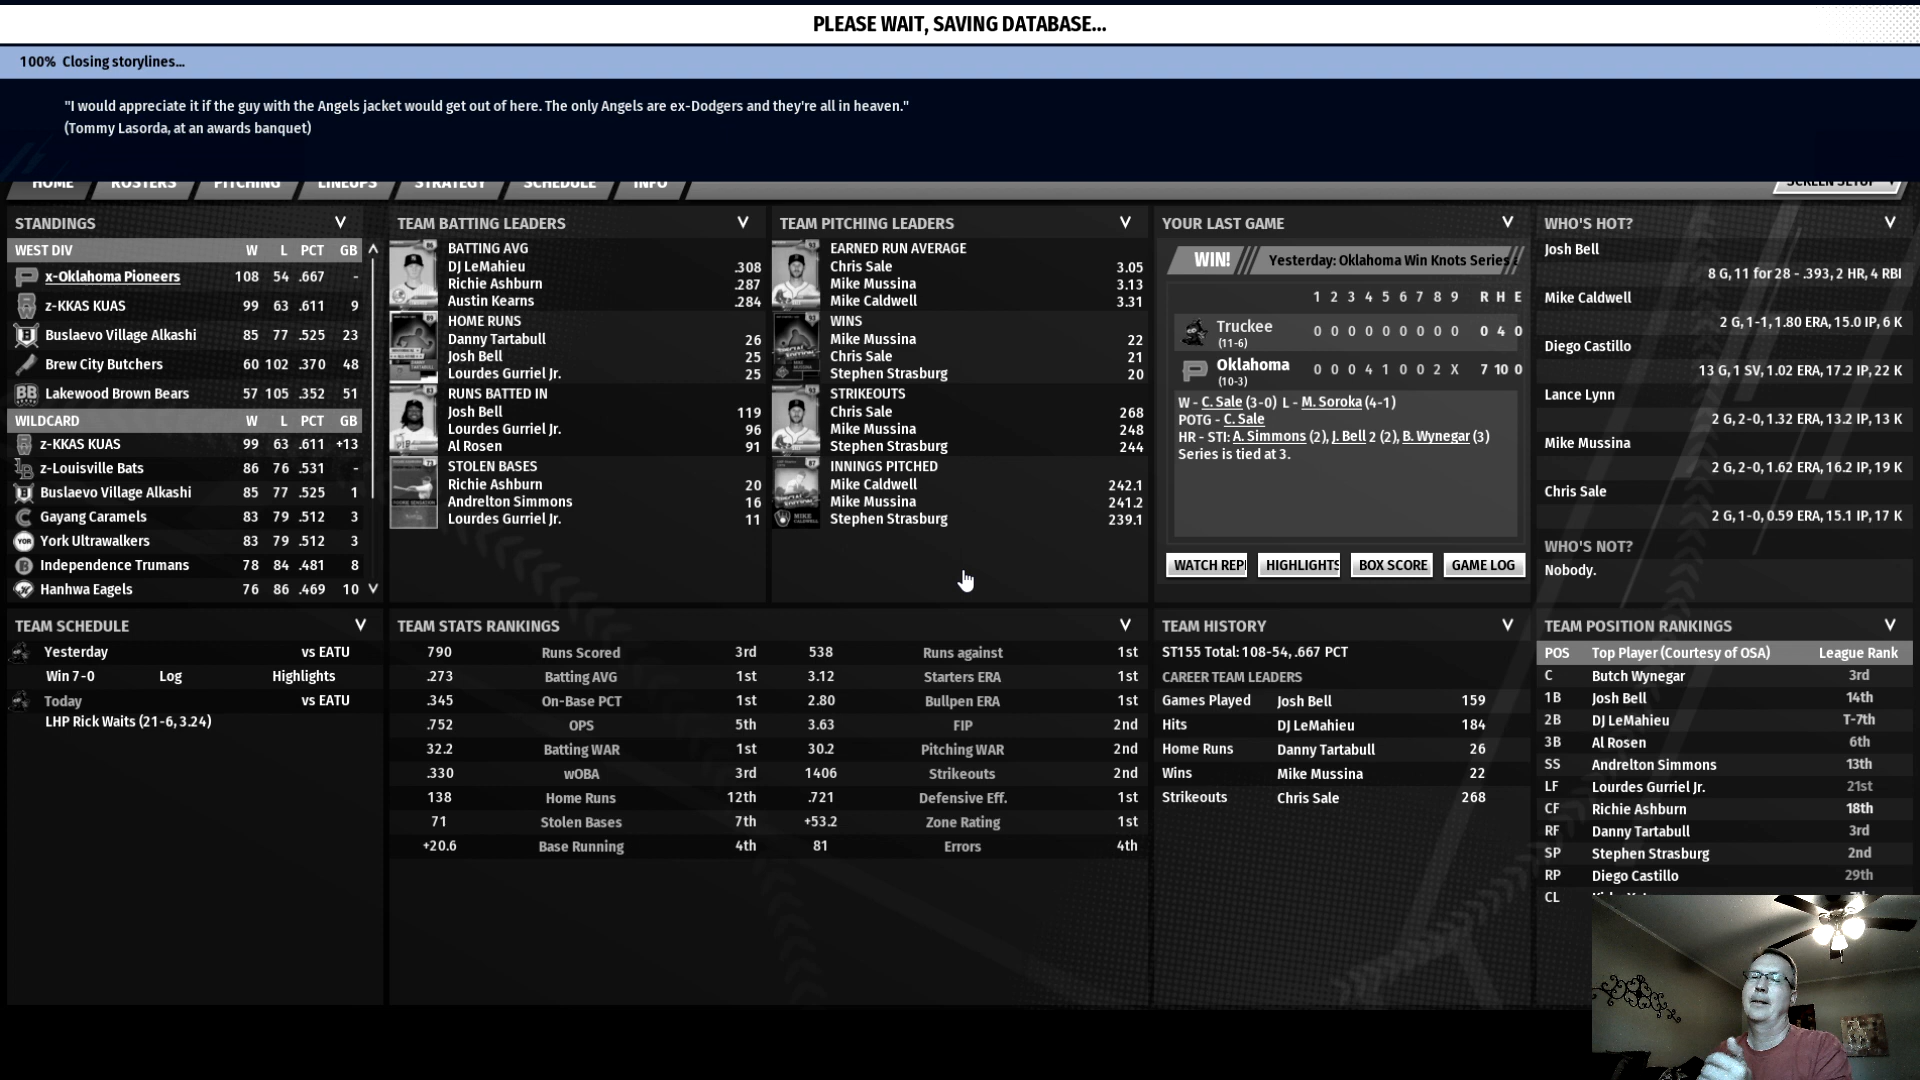 PLEASE WAIT, SAVING DATABASE...
100% Closing storylines...
"I would appreciate it if the guy with the Angels jacket would get out of here. The only Angels are ex-Dodgers and they're all in heaven."
(Tommy Lasorda, at an awards banquet)
HOME ROSTERS PITCHING LINEUPS STRATEGY SCHEDULE INFO SCREEN SETUP
STANDINGS
WEST DIV W L PCT GB
x-Oklahoma Pioneers 108 54 .667 -
z-KKAS KUAS 99 63 .611 9
Buslaevo Village Alkashi 85 77 .525 23
Brew City Butchers 60 102 .370 48
Lakewood Brown Bears 57 105 .352 51
WILDCARD W L PCT GB
z-KKAS KUAS 99 63 .611 +13
z-Louisville Bats 86 76 .531 -
Buslaevo Village Alkashi 85 77 .525 1
Gayang Caramels 83 79 .512 3
York Ultrawalkers 83 79 .512 3
Independence Trumans 78 84 .481 8
Hanhwa Eagels 76 86 .469 10
TEAM BATTING LEADERS
BATTING AVG
DJ LeMahieu .308
Richie Ashburn .287
Austin Kearns .284
HOME RUNS
Danny Tartabull 26
Josh Bell 25
Lourdes Gurriel Jr. 25
RUNS BATTED IN
Josh Bell 119
Lourdes Gurriel Jr. 96
Al Rosen 91
STOLEN BASES
Richie Ashburn 20
Andrelton Simmons 16
Lourdes Gurriel Jr. 11
TEAM PITCHING LEADERS
EARNED RUN AVERAGE
Chris Sale 3.05
Mike Mussina 3.13
Mike Caldwell 3.31
WINS
Mike Mussina 22
Chris Sale 21
Stephen Strasburg 20
STRIKEOUTS
Chris Sale 268
Mike Mussina 248
Stephen Strasburg 244
INNINGS PITCHED
Mike Caldwell 242.1
Mike Mussina 241.2
Stephen Strasburg 239.1
YOUR LAST GAME
WIN! Yesterday: Oklahoma Win Knots Series
1 2 3 4 5 6 7 8 9 R H E
Truckee 0 0 0 0 0 0 0 0 0 0 4 0
(11-6)
Oklahoma 0 0 0 4 1 0 0 2 X 7 10 0
(10-3)
W - C. Sale (3-0) L - M. Soroka (4-1)
POTG - C. Sale
HR - STI: A. Simmons (2), J. Bell 2 (2), B. Wynegar (3)
Series is tied at 3.
WATCH REPL HIGHLIGHTS BOX SCORE GAME LOG
WHO'S HOT?
Josh Bell
8 G, 11 for 28 - .393, 2 HR, 4 RBI
Mike Caldwell
2 G, 1-1, 1.80 ERA, 15.0 IP, 6 K
Diego Castillo
13 G, 1 SV, 1.02 ERA, 17.2 IP, 22 K
Lance Lynn
2 G, 2-0, 1.32 ERA, 13.2 IP, 13 K
Mike Mussina
2 G, 2-0, 1.62 ERA, 16.2 IP, 19 K
Chris Sale
2 G, 1-0, 0.59 ERA, 15.1 IP, 17 K
WHO'S NOT?
Nobody.
TEAM SCHEDULE
Yesterday vs EATU
Win 7-0 Log Highlights
Today vs EATU
LHP Rick Waits (21-6, 3.24)
TEAM STATS RANKINGS
790 Runs Scored 3rd 538 Runs against 1st
.273 Batting AVG 1st 3.12 Starters ERA 1st
.345 On-Base PCT 1st 2.80 Bullpen ERA 1st
.752 OPS 5th 3.63 FIP 2nd
32.2 Batting WAR 1st 30.2 Pitching WAR 2nd
.330 wOBA 3rd 1406 Strikeouts 2nd
138 Home Runs 12th .721 Defensive Eff. 1st
71 Stolen Bases 7th +53.2 Zone Rating 1st
+20.6 Base Running 4th 81 Errors 4th
TEAM HISTORY
ST155 Total: 108-54, .667 PCT
CAREER TEAM LEADERS
Games Played Josh Bell 159
Hits DJ LeMahieu 184
Home Runs Danny Tartabull 26
Wins Mike Mussina 22
Strikeouts Chris Sale 268
TEAM POSITION RANKINGS
POS Top Player (Courtesy of OSA) League Rank
C Butch Wynegar 3rd
1B Josh Bell 14th
2B DJ LeMahieu T-7th
3B Al Rosen 6th
SS Andrelton Simmons 13th
LF Lourdes Gurriel Jr. 21st
CF Richie Ashburn 18th
RF Danny Tartabull 3rd
SP Stephen Strasburg 2nd
RP Diego Castillo 29th
CL